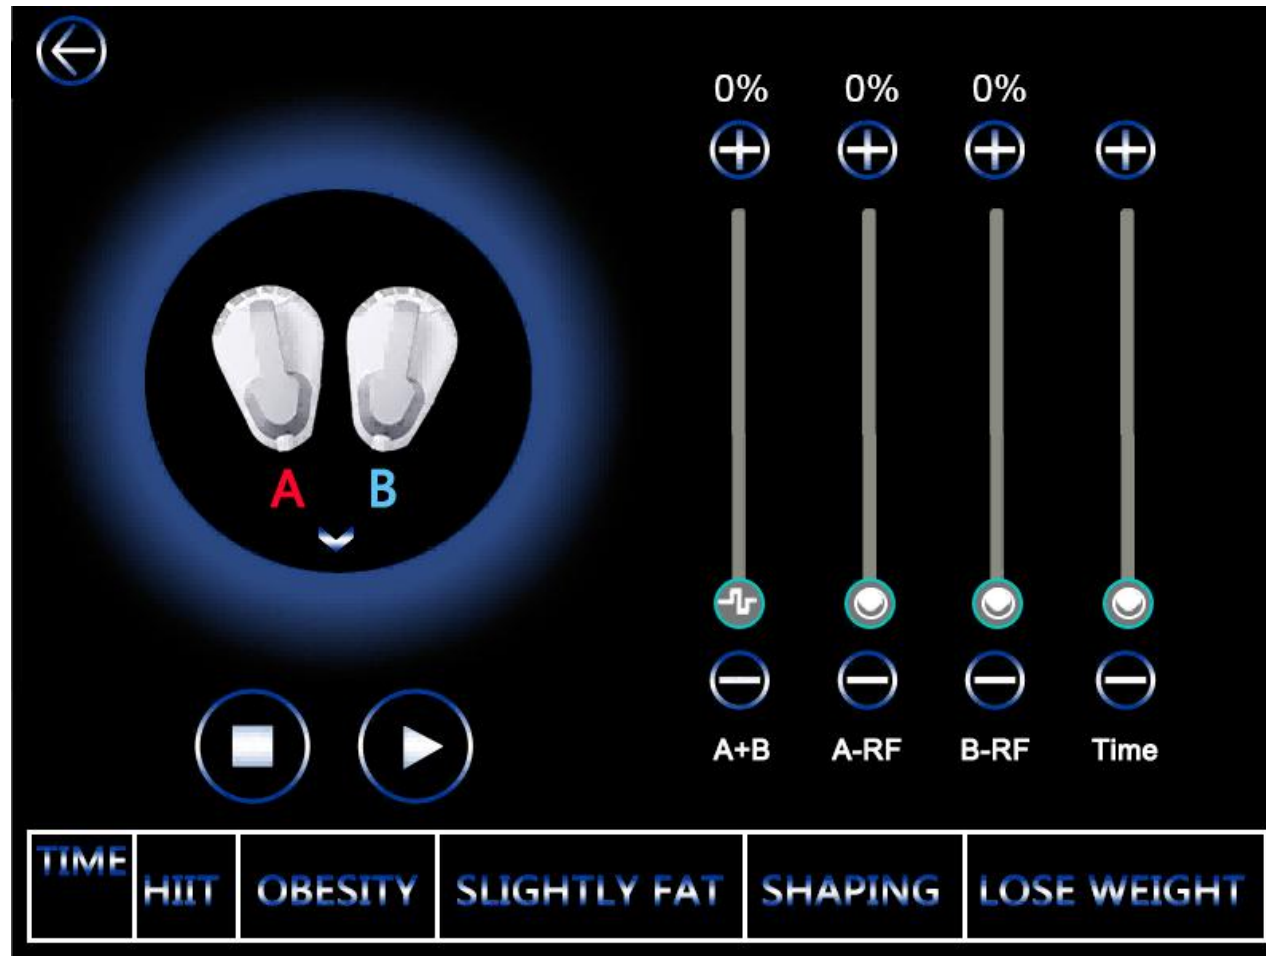 0% 0% 0%
A B
A+B A-RF B-RF Time
TIME HIIT OBESITY SLIGHTLY FAT SHAPING LOSE WEIGHT